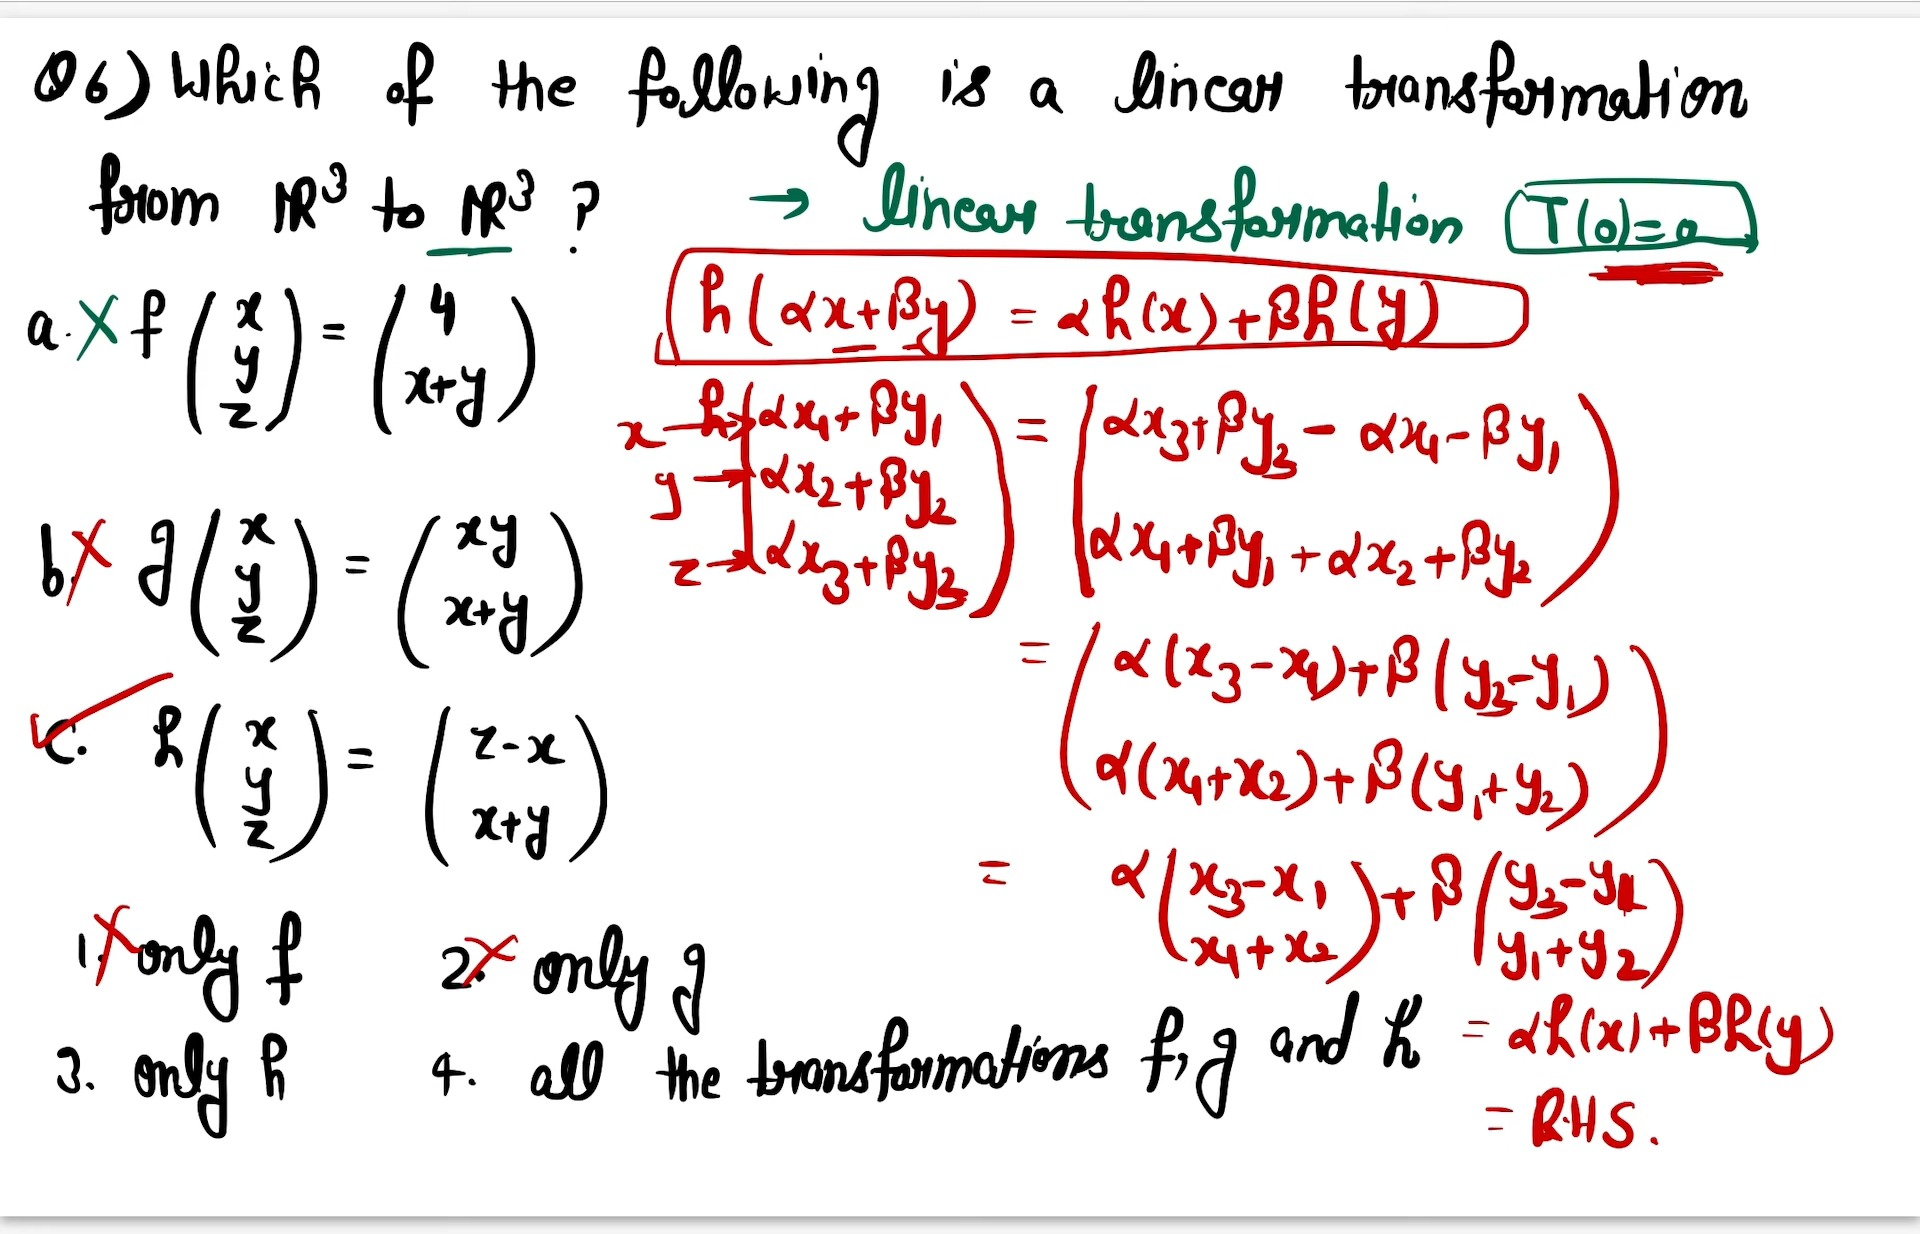 Q6) Which of the following is a linear transformation
from ℝ³ to ℝ³ ?
→ linear transformation T(0)=0
a. X f (x y z) = (4 x+y)
h(αx+βy) = αh(x)+βh(y)
x → h (αx₁+βy₁ = (αx₃+βy₃ - αx₁-βy₁
y → αx₂+βy₂
z → αx₃+βy₃) αx₁+βy₁+αx₂+βy₂)
b. X g (x y z) = (xy x+y)
= (α(x₃-x₁)+β(y₃-y₁)
α(x₁+x₂)+β(y₁+y₂))
✓ c. h (x y z) = (z-x x+y)
= α (x₃-x₁ x₁+x₂) + β (y₃-y₁ y₁+y₂)
1. X only f 2. X only g
3. only h 4. all the transformations f, g and h
= αh(x)+βh(y)
= RHS.